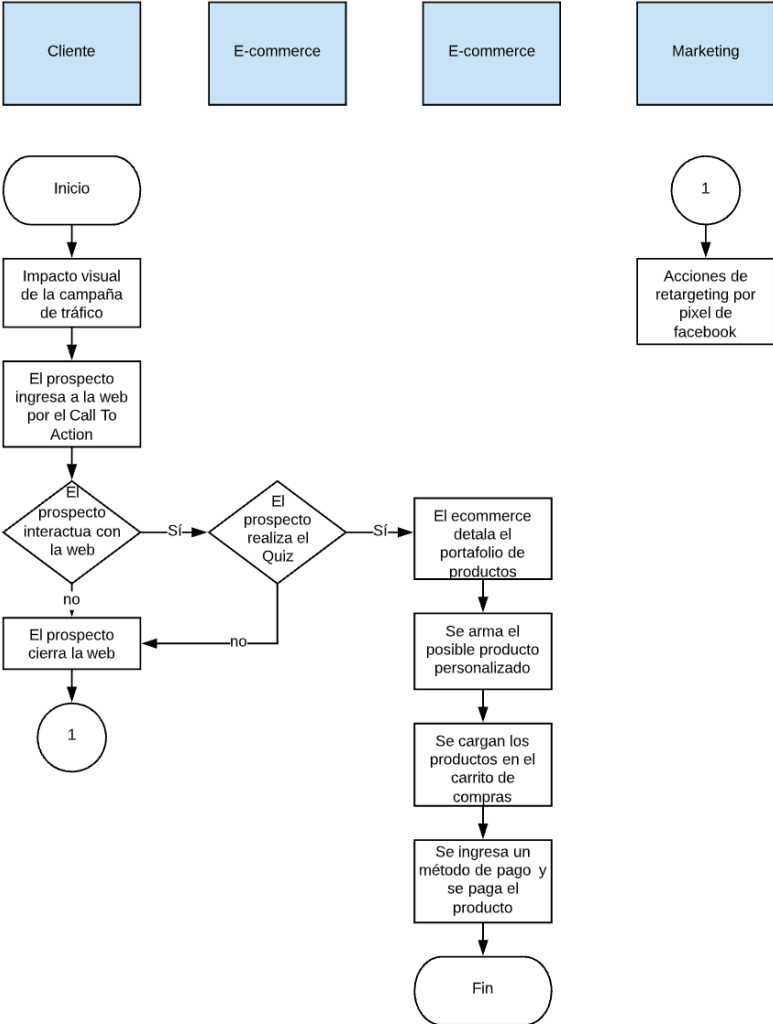 Cliente
E-commerce
E-commerce
Marketing
Inicio
1
Impacto visual
de la campaña
de tráfico
Acciones de
retargeting por
pixel de
facebook
El prospecto
ingresa a la web
por el Call To
Action
El
prospecto
interactua con
la web
Sí
El
prospecto
realiza el
Quiz
Sí
El ecommerce
detala el
portafolio de
productos
no
El prospecto
cierra la web
no
Se arma el
posible producto
personalizado
1
Se cargan los
productos en el
carrito de
compras
Se ingresa un
método de pago y
se paga el
producto
Fin